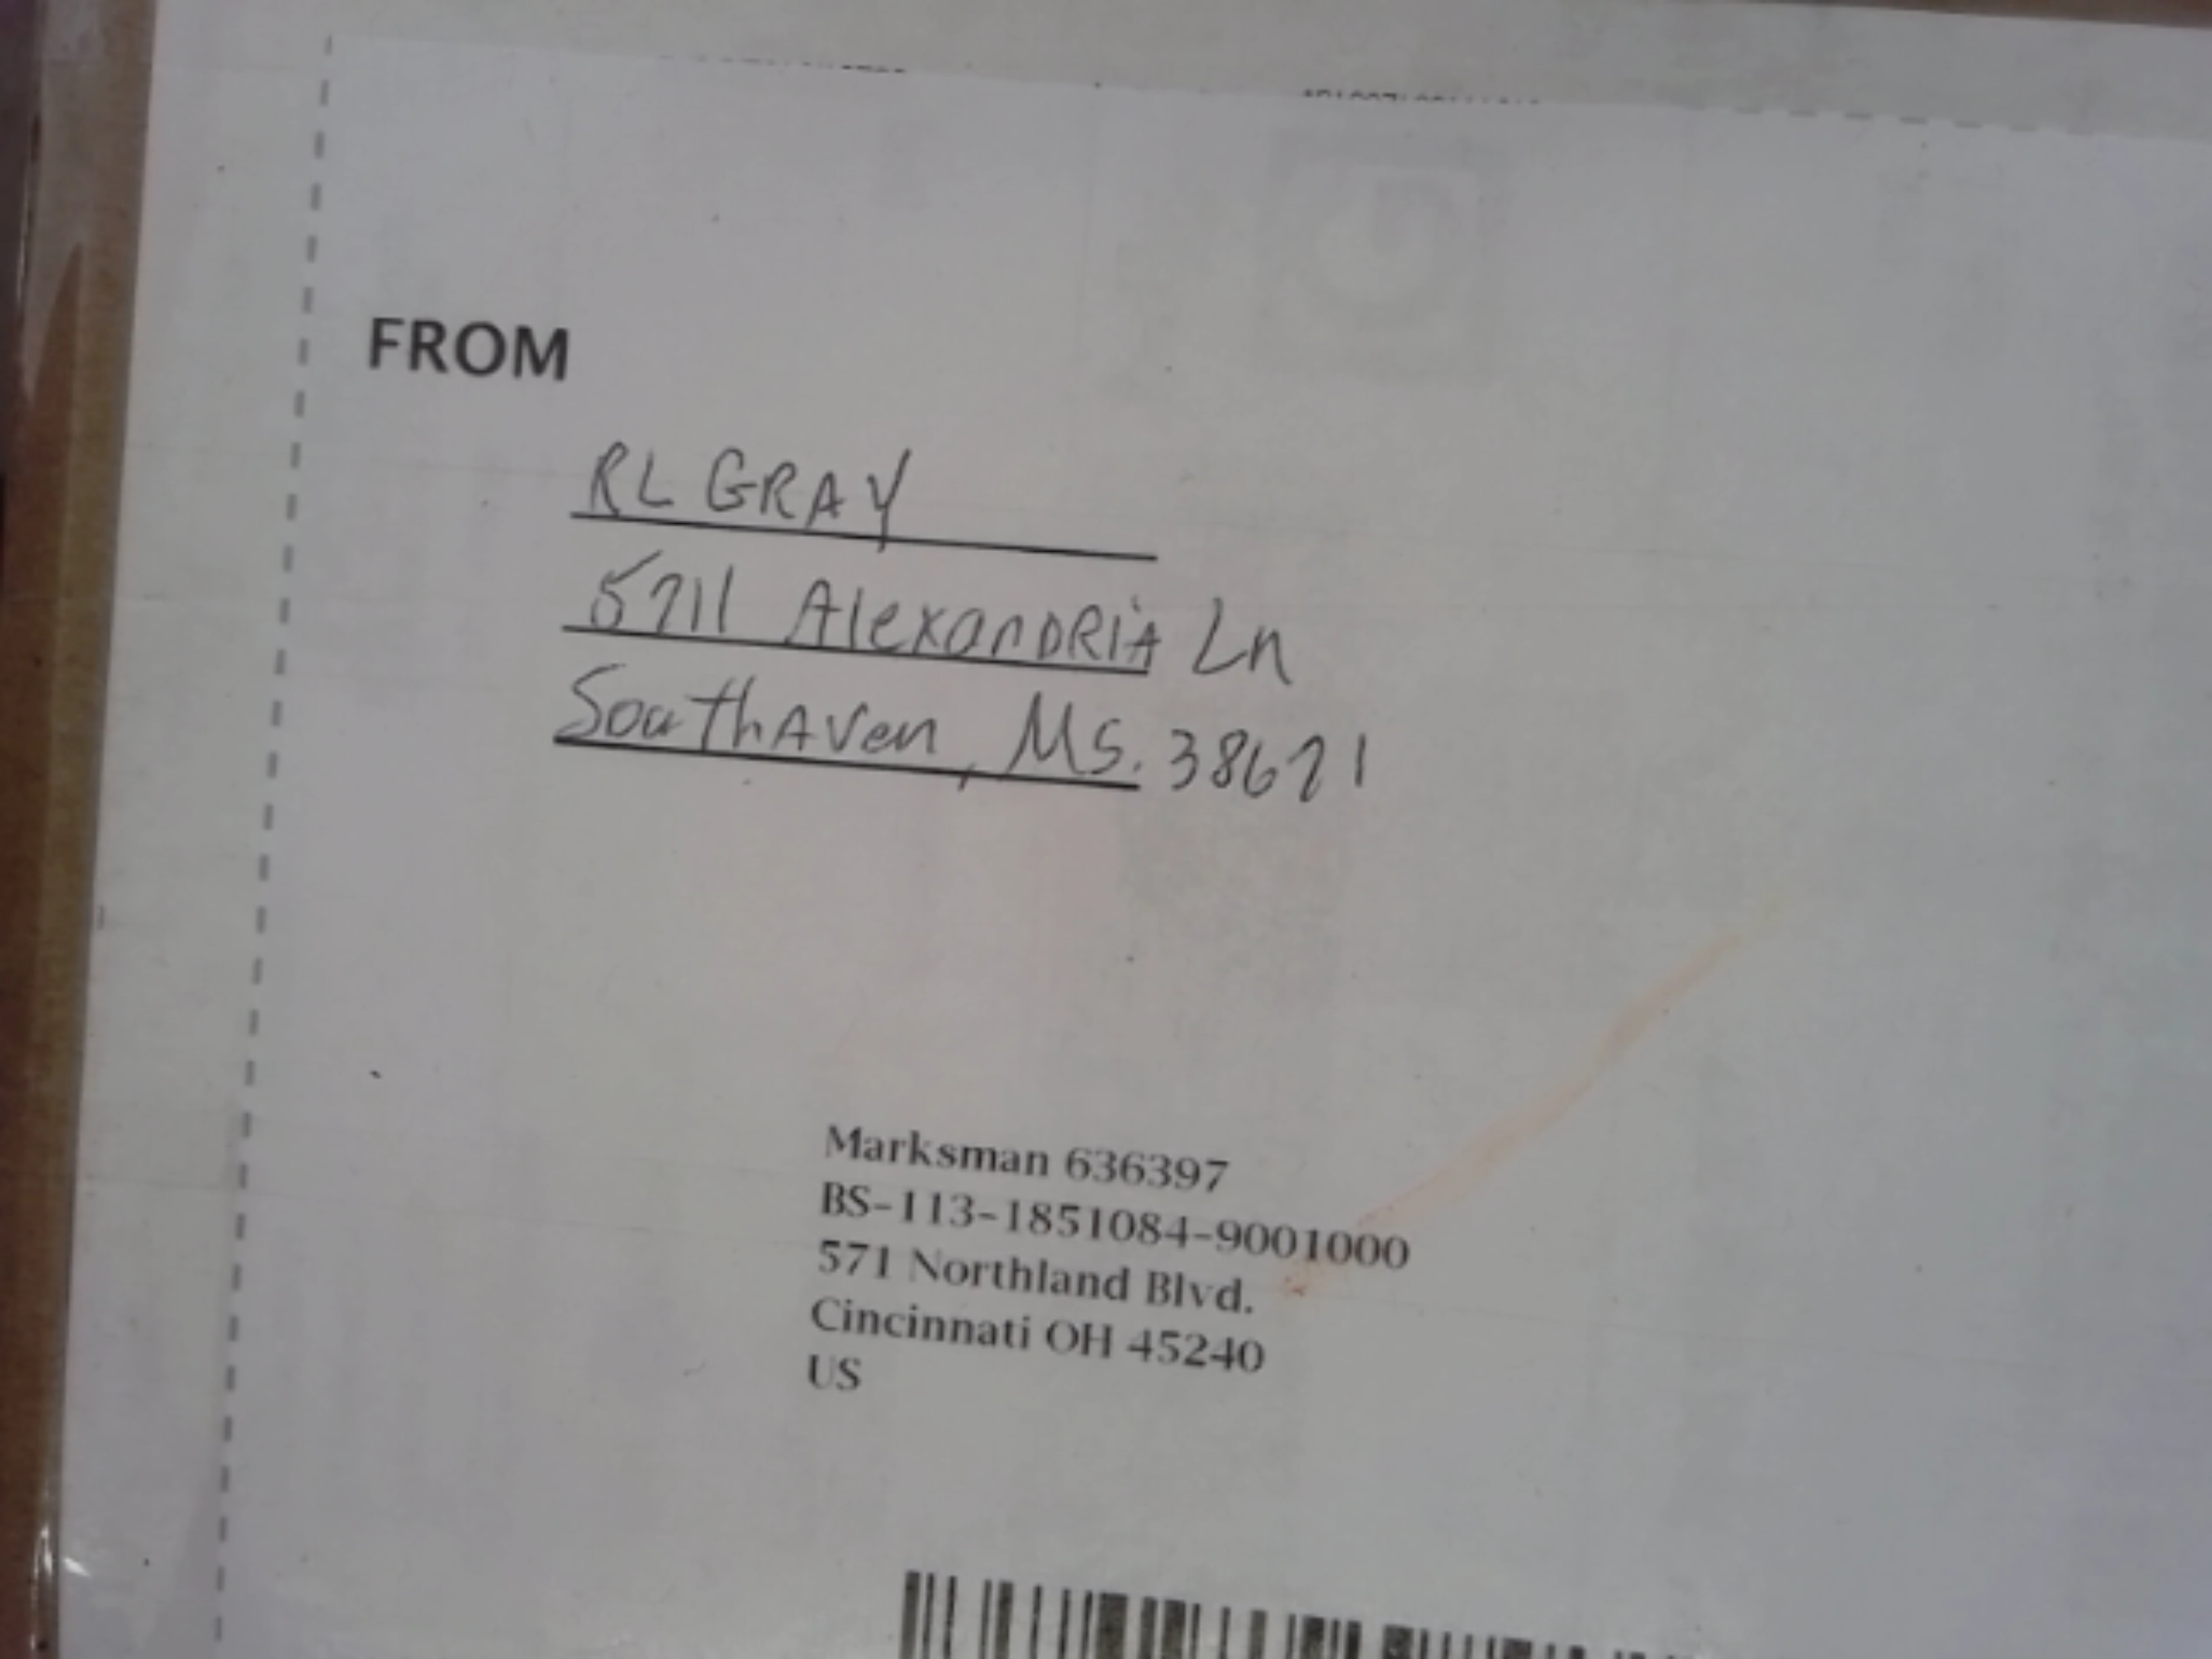 FROM
RL GRAY
5711 AlexanDRiA Ln
SouthAven, Ms. 38671
Marksman 636397
BS-113-1851084-9001000
571 Northland Blvd.
Cincinnati OH 45240
US